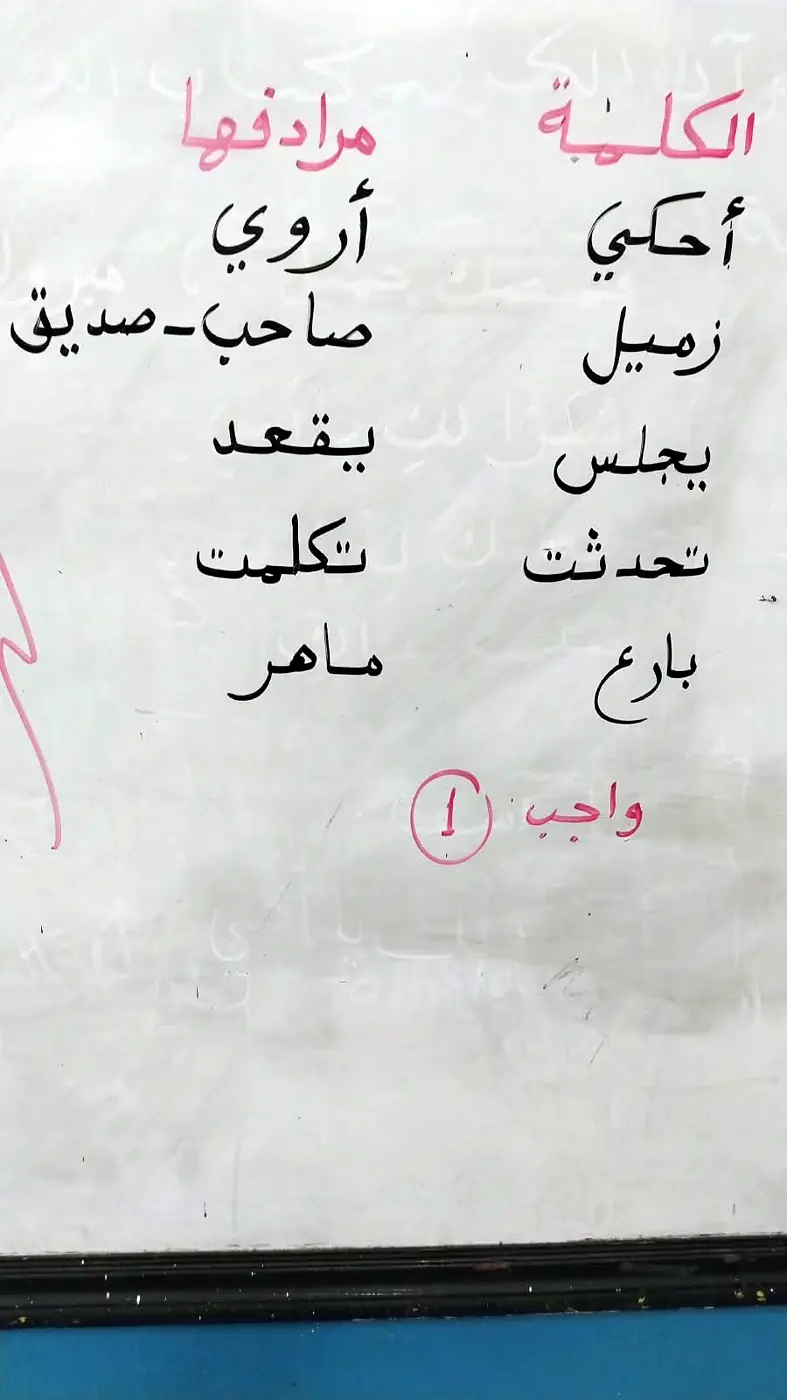 الكلمة مرادفها
أحكي أروي
زميل صاحب - صديق
يجلس يقعد
تحدثت تكلمت
بارع ماهر
واجب 1